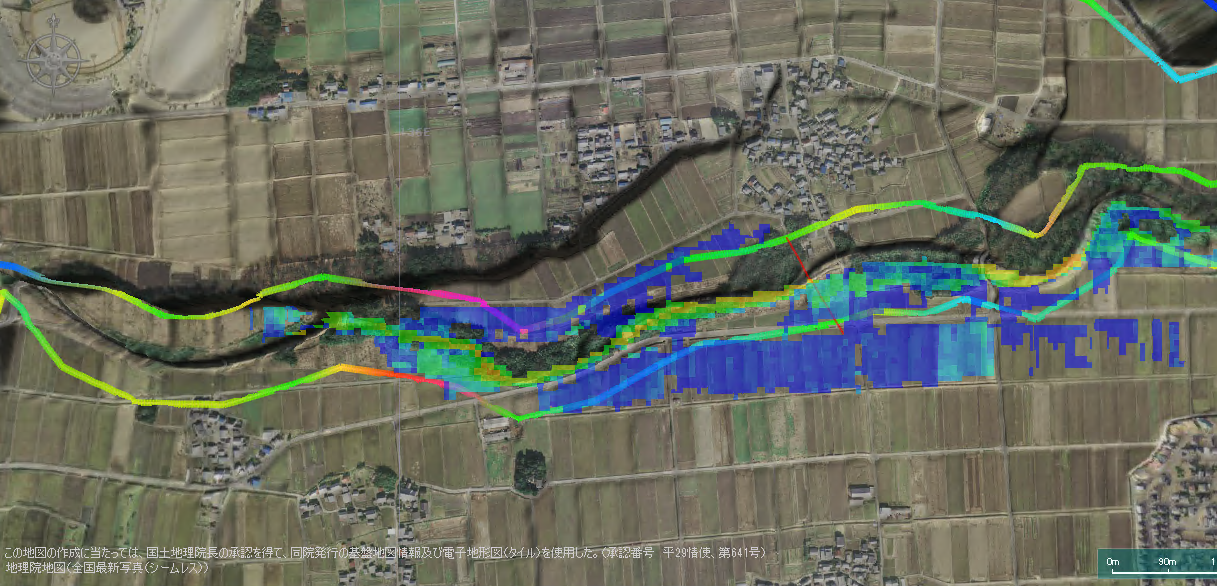 この地図の作成に当たっては、国土地理院長の承認を得て、同院発行の基盤地図情報及び電子地形図(タイル)を使用した。(承認番号 平29情使、第641号)
地理院地図(全国最新写真(シームレス))
0m 90m 1